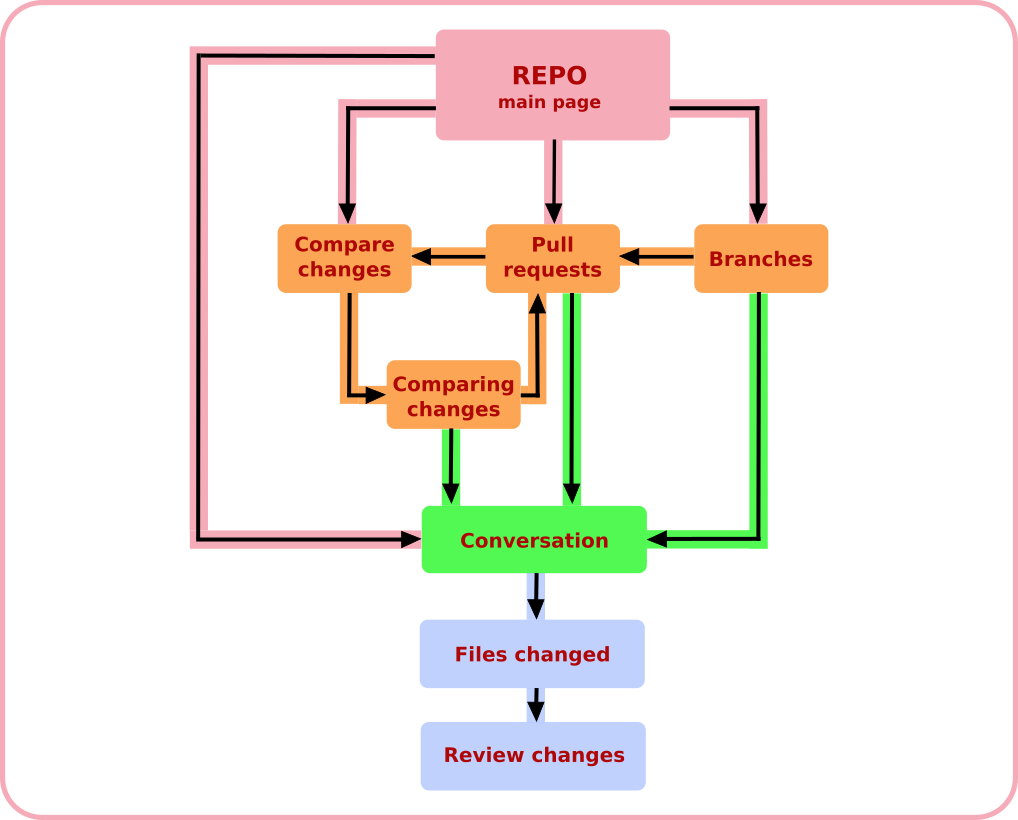 REPO
main page
Compare
changes
Pull
requests
Branches
Comparing
changes
Conversation
Files changed
Review changes